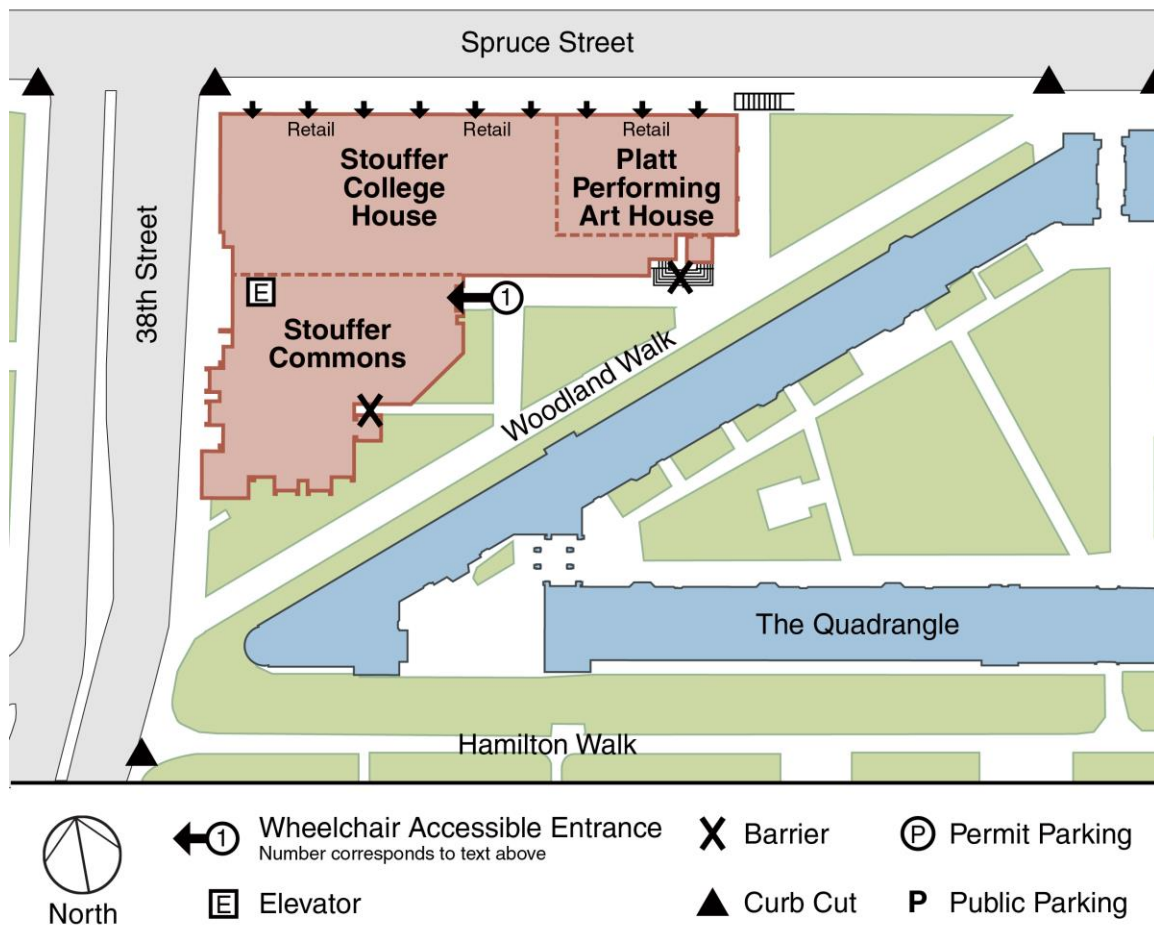 Spruce Street
Retail
Retail
Retail
Stouffer
College
House
Platt
Performing
Art House
38th Street
E
1
Stouffer
Commons
Woodland Walk
The Quadrangle
Hamilton Walk
North
1
Wheelchair Accessible Entrance
Number corresponds to text above
E
Elevator
Barrier
Curb Cut
P
Permit Parking
P
Public Parking